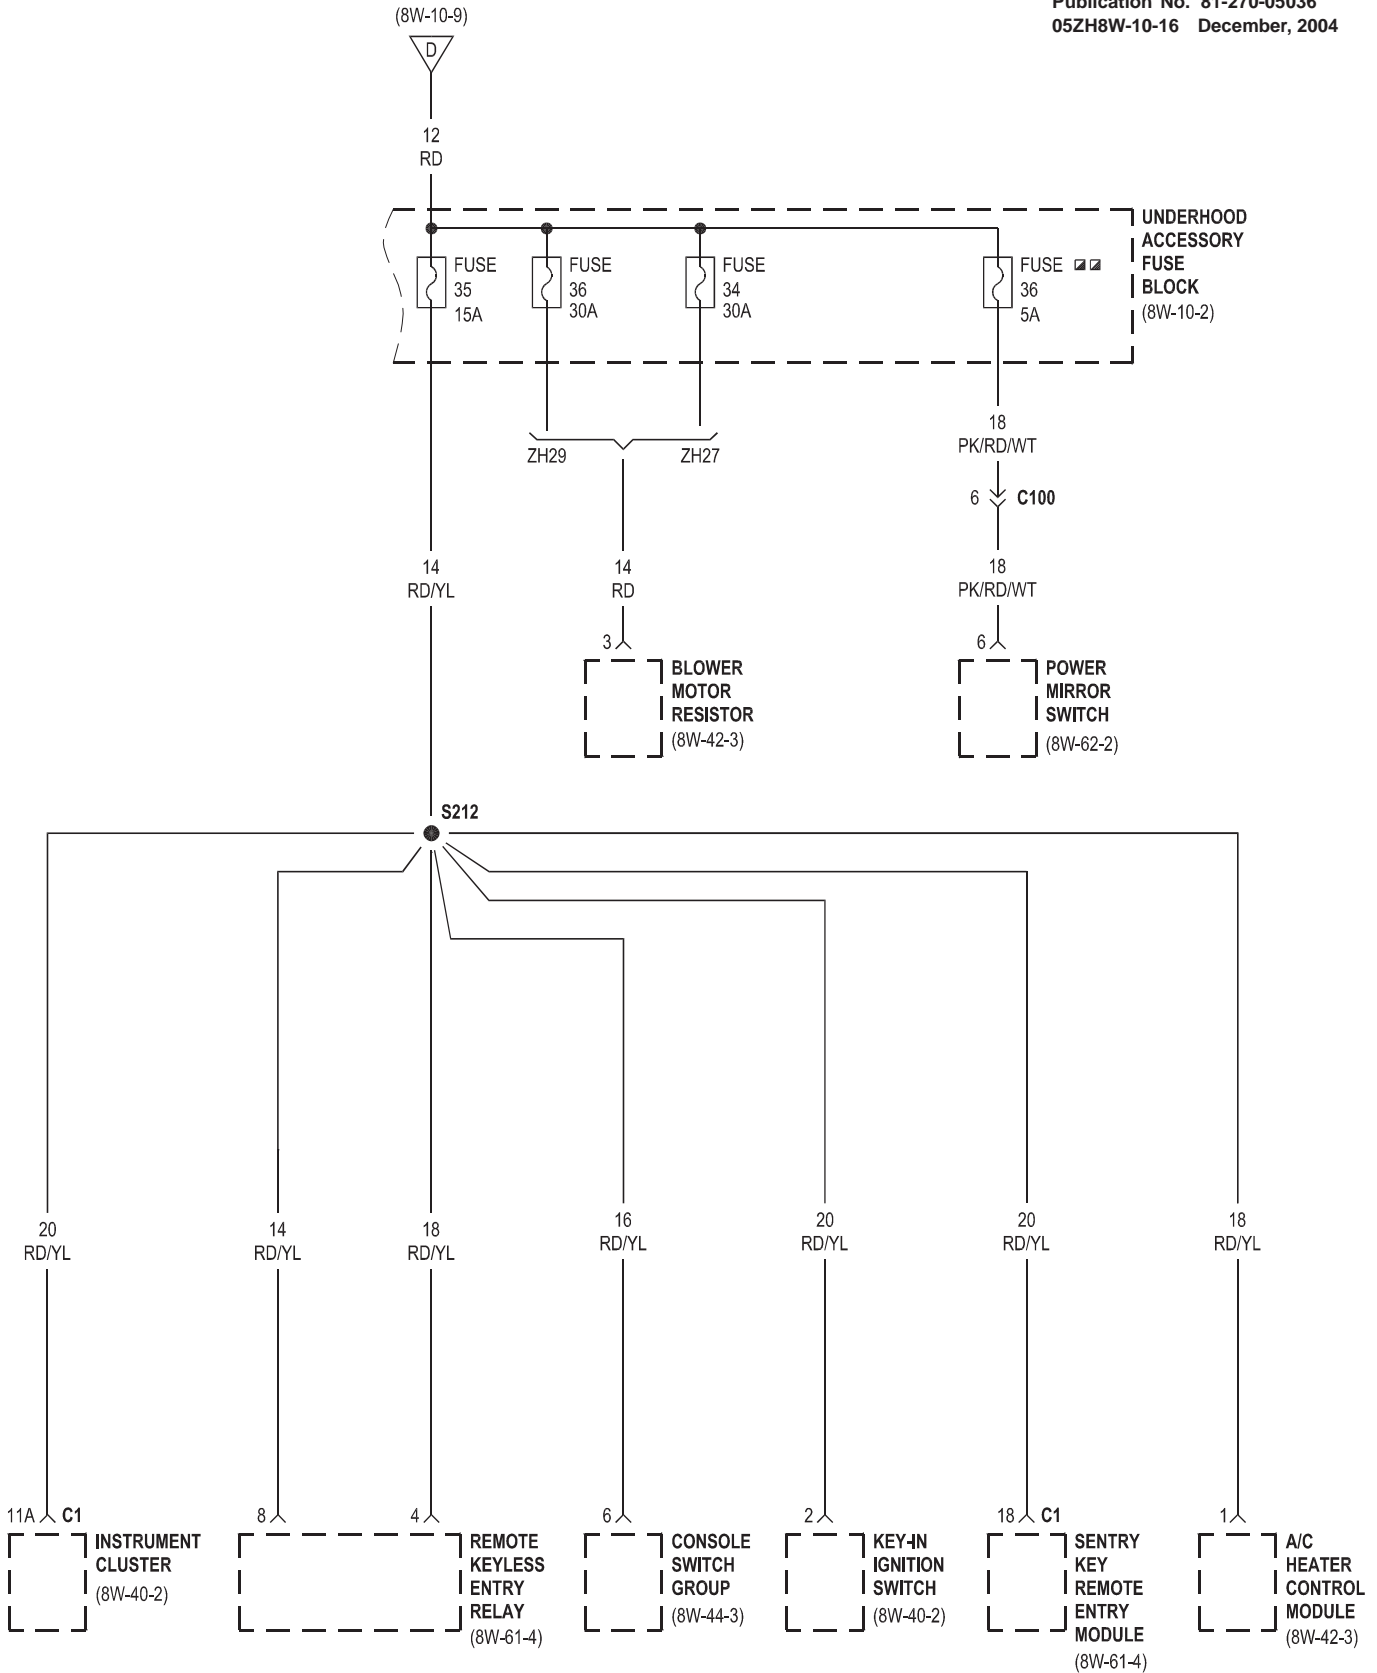 (8W-10-9)
Publication No. 81-270-05036
05ZH8W-10-16 December, 2004
D
12
RD
UNDERHOOD
ACCESSORY
FUSE
BLOCK
(8W-10-2)
FUSE
35
15A
FUSE
36
30A
FUSE
34
30A
FUSE
36
5A
ZH29
ZH27
18
PK/RD/WT
6
C100
14
RD/YL
14
RD
18
PK/RD/WT
3
BLOWER
MOTOR
RESISTOR
(8W-42-3)
6
POWER
MIRROR
SWITCH
(8W-62-2)
S212
20
RD/YL
14
RD/YL
18
RD/YL
16
RD/YL
20
RD/YL
20
RD/YL
18
RD/YL
11A
C1
INSTRUMENT
CLUSTER
(8W-40-2)
8
4
REMOTE
KEYLESS
ENTRY
RELAY
(8W-61-4)
6
CONSOLE
SWITCH
GROUP
(8W-44-3)
2
KEY-IN
IGNITION
SWITCH
(8W-40-2)
18
C1
SENTRY
KEY
REMOTE
ENTRY
MODULE
(8W-61-4)
1
A/C
HEATER
CONTROL
MODULE
(8W-42-3)